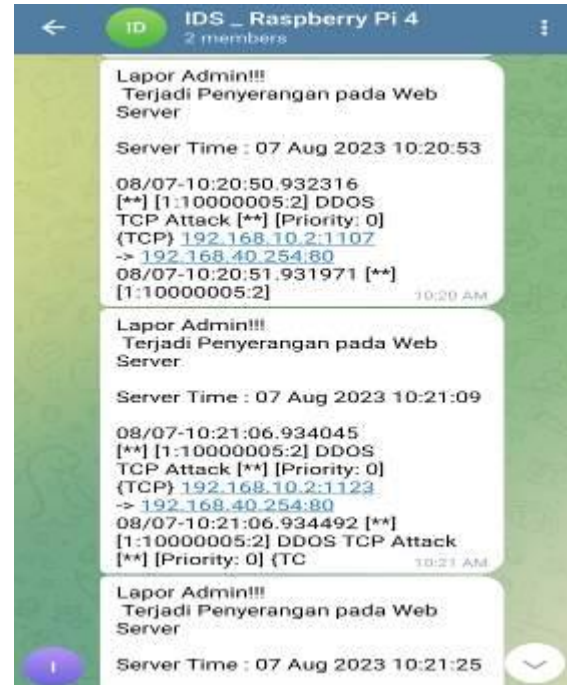 ID
IDS _ Raspberry Pi 4
2 members
Lapor Admin!!!
Terjadi Penyerangan pada Web
Server
Server Time : 07 Aug 2023 10:20:53
08/07-10:20:50.932316
[**] [1:10000005:2] DDOS
TCP Attack [**] [Priority: 0]
{TCP} 192.168.10.2:1107
-> 192.168.40.254:80
08/07-10:20:51.931971 [**]
[1:10000005:2]
10:20 AM
Lapor Admin!!!
Terjadi Penyerangan pada Web
Server
Server Time : 07 Aug 2023 10:21:09
08/07-10:21:06.934045
[**] [1:10000005:2] DDOS
TCP Attack [**] [Priority: 0]
{TCP} 192.168.10.2:1123
-> 192.168.40.254:80
08/07-10:21:06.934492 [**]
[1:10000005:2] DDOS TCP Attack
[**] [Priority: 0] {TC
10:21 AM
Lapor Admin!!!
Terjadi Penyerangan pada Web
Server
Server Time : 07 Aug 2023 10:21:25
I